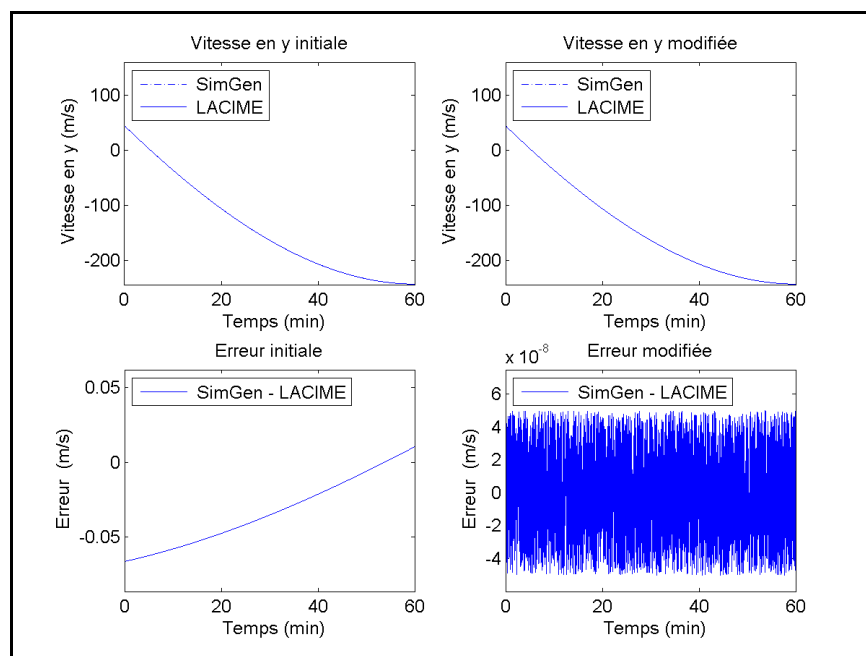 Vitesse en y initiale
SimGen
LACIME
Vitesse en y (m/s)
100
0
-100
-200
0
20
40
60
Temps (min)
Vitesse en y modifiée
SimGen
LACIME
Vitesse en y (m/s)
100
0
-100
-200
0
20
40
60
Temps (min)
Erreur initiale
SimGen - LACIME
Erreur (m/s)
0.05
0
-0.05
0
20
40
60
Temps (min)
x 10⁻⁸
Erreur modifiée
SimGen - LACIME
Erreur (m/s)
6
4
2
0
-2
-4
0
20
40
60
Temps (min)